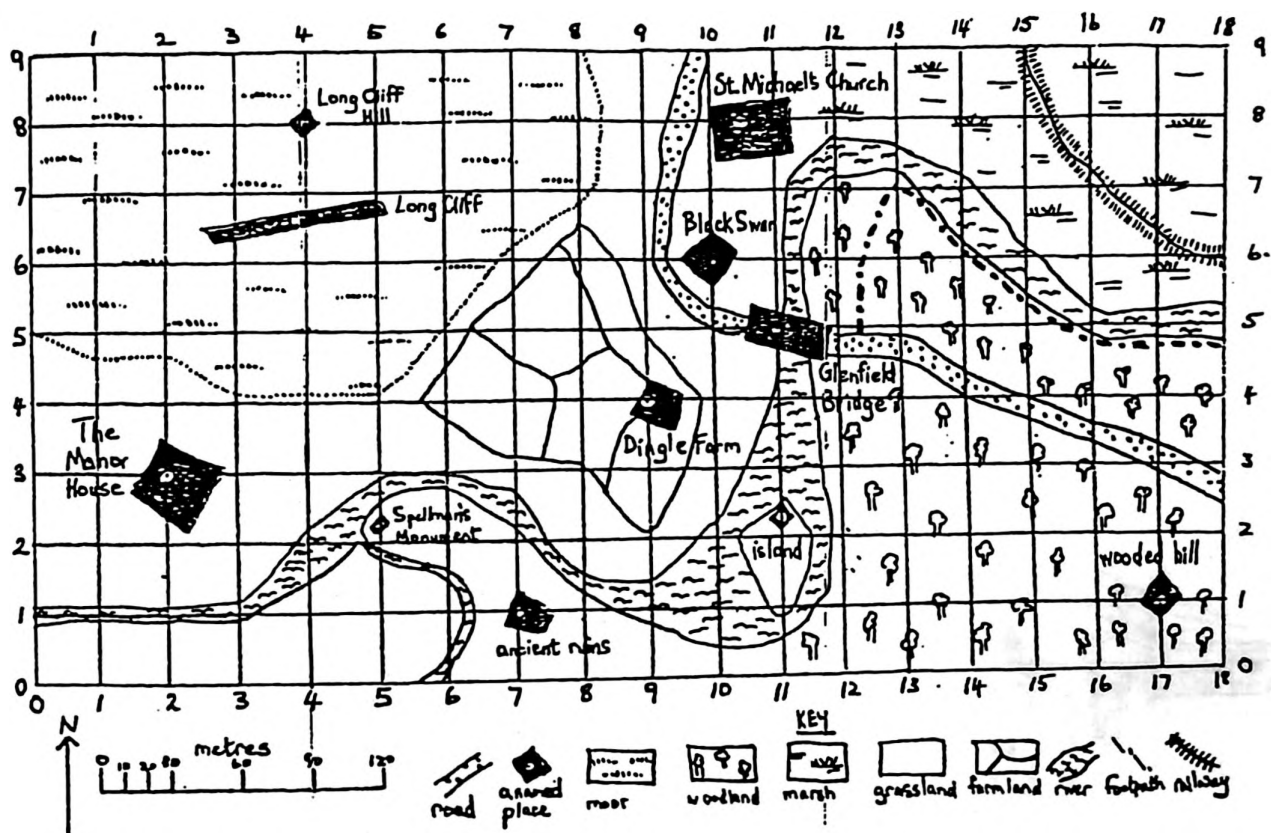 1 2 3 4 5 6 7 8 10 11 12 13 14 15 16 17 18
9 9
St. Michael's Church
Long Cliff
Hill
8 8
7 7
Long Cliff
Black Swan
6 6
5 5
Glenfield
Bridge
4 4
The
Manor
House
Dingle Farm
3 3
Spellman's
Monument
2 2
island
wooded hill
1 1
ancient ruins
0 0
0 1 2 3 4 5 6 7 8 9 10 11 12 13 14 15 16 17 18
N
KEY
metres
0 10 20 60 90 120
road
a named
place
moor
woodland
marsh
grassland
farmland
river
footpath
railway